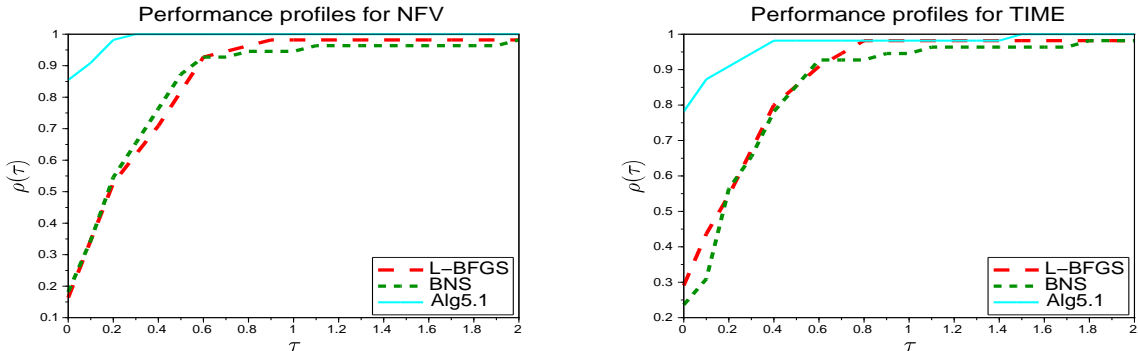 Performance profiles for NFV
1
0.9
0.8
0.7
0.6
0.5
0.4
0.3
0.2
0.1
ρ(τ)
0 0.2 0.4 0.6 0.8 1 1.2 1.4 1.6 1.8 2
τ
L−BFGS
BNS
Alg5.1
Performance profiles for TIME
1
0.9
0.8
0.7
0.6
0.5
0.4
0.3
0.2
ρ(τ)
0 0.2 0.4 0.6 0.8 1 1.2 1.4 1.6 1.8 2
τ
L−BFGS
BNS
Alg5.1